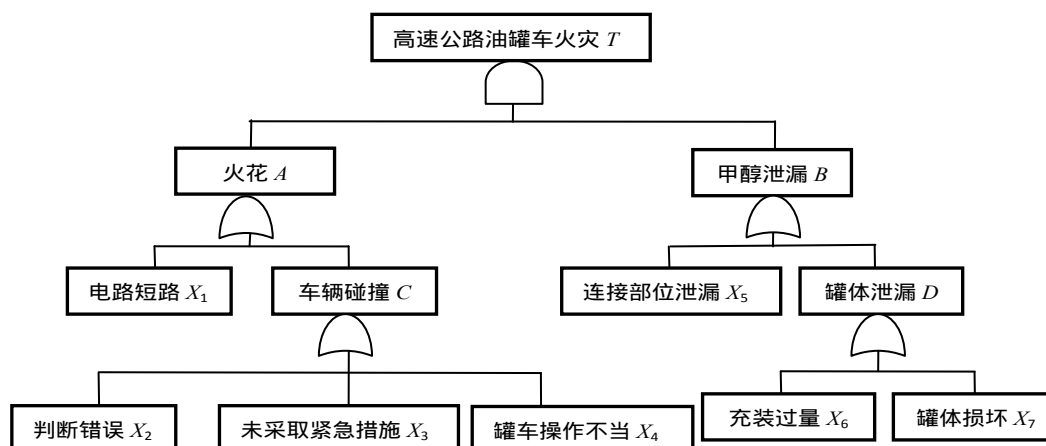 高速公路油罐车火灾 T
火花 A
甲醇泄漏 B
电路短路 X₁
车辆碰撞 C
连接部位泄漏 X₅
罐体泄漏 D
判断错误 X₂
未采取紧急措施 X₃
罐车操作不当 X₄
充装过量 X₆
罐体损坏 X₇